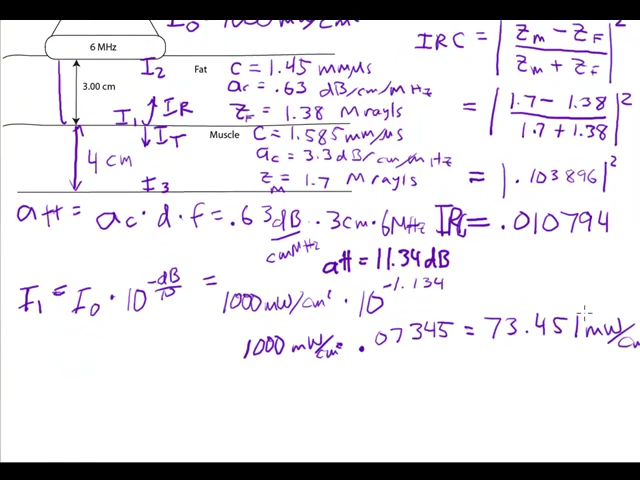 I0 1000 mW/cm²
6 MHz
IRC = | Zm - ZF / Zm + ZF |²
I2
3.00 cm
Fat
c = 1.45 mm/µs
ac = .63 dB/cm/MHz
ZF = 1.38 Mrayls
I1 IR
= | 1.7 - 1.38 / 1.7 + 1.38 |²
4 cm
IT
Muscle
c = 1.585 mm/µs
ac = 3.3 dB/cm/MHz
Zm = 1.7 Mrayls
I3
= | .103896 |²
att = ac · d · f = .63 dB/cmMHz · 3cm · 6MHz
IRC = .010794
att = 11.34 dB
I1 = I0 · 10^-dB/10 = 1000 mW/cm² · 10^-1.134
1000 mW/cm² · .07345 = 73.451 mW/cm